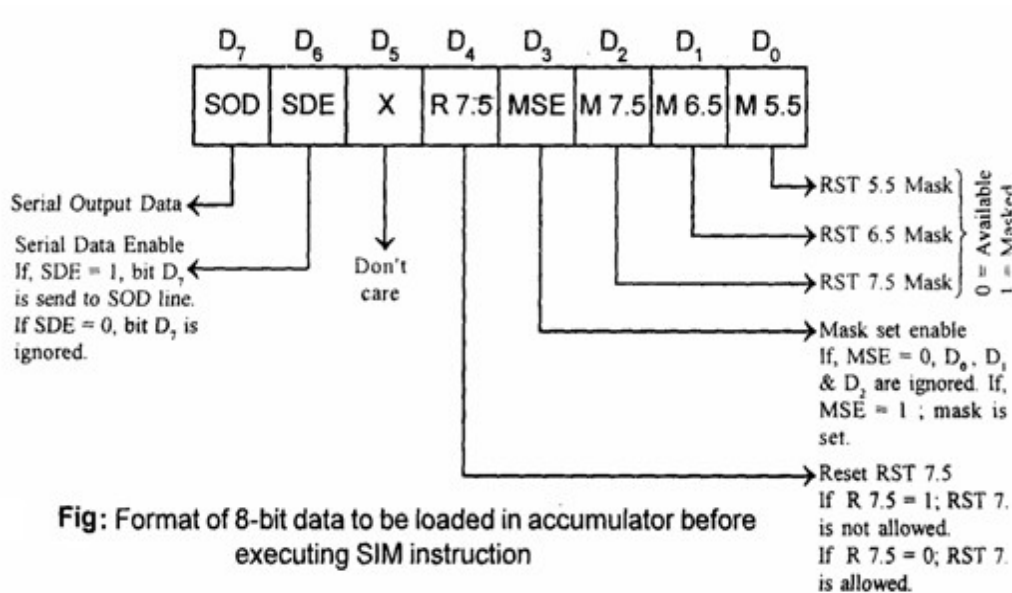 D₇ D₆ D₅ D₄ D₃ D₂ D₁ D₀
SOD SDE X R 7.5 MSE M 7.5 M 6.5 M 5.5
Serial Output Data
Serial Data Enable
If, SDE = 1, bit D₇
is send to SOD line.
If SDE = 0, bit D₇ is
ignored.
Don't
care
RST 5.5 Mask
RST 6.5 Mask
RST 7.5 Mask
0 = Available
1 = Masked
Mask set enable
If, MSE = 0, D₀, D₁
& D₂ are ignored. If,
MSE = 1 ; mask is
set.
Reset RST 7.5
If R 7.5 = 1; RST 7.
is not allowed.
If R 7.5 = 0; RST 7.
is allowed.
Fig: Format of 8-bit data to be loaded in accumulator before
executing SIM instruction